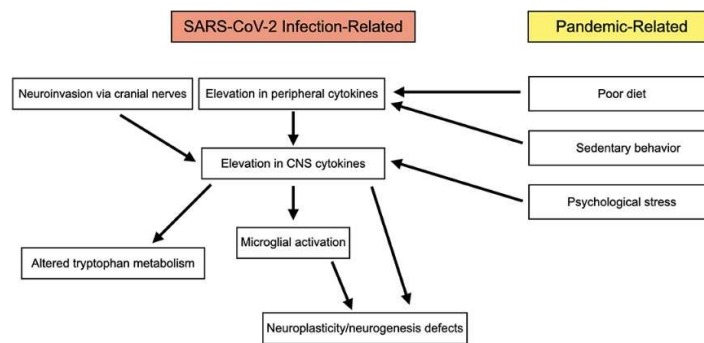 SARS-CoV-2 Infection-Related
Pandemic-Related
Neuroinvasion via cranial nerves
Elevation in peripheral cytokines
Poor diet
Sedentary behavior
Elevation in CNS cytokines
Psychological stress
Microglial activation
Altered tryptophan metabolism
Neuroplasticity/neurogenesis defects